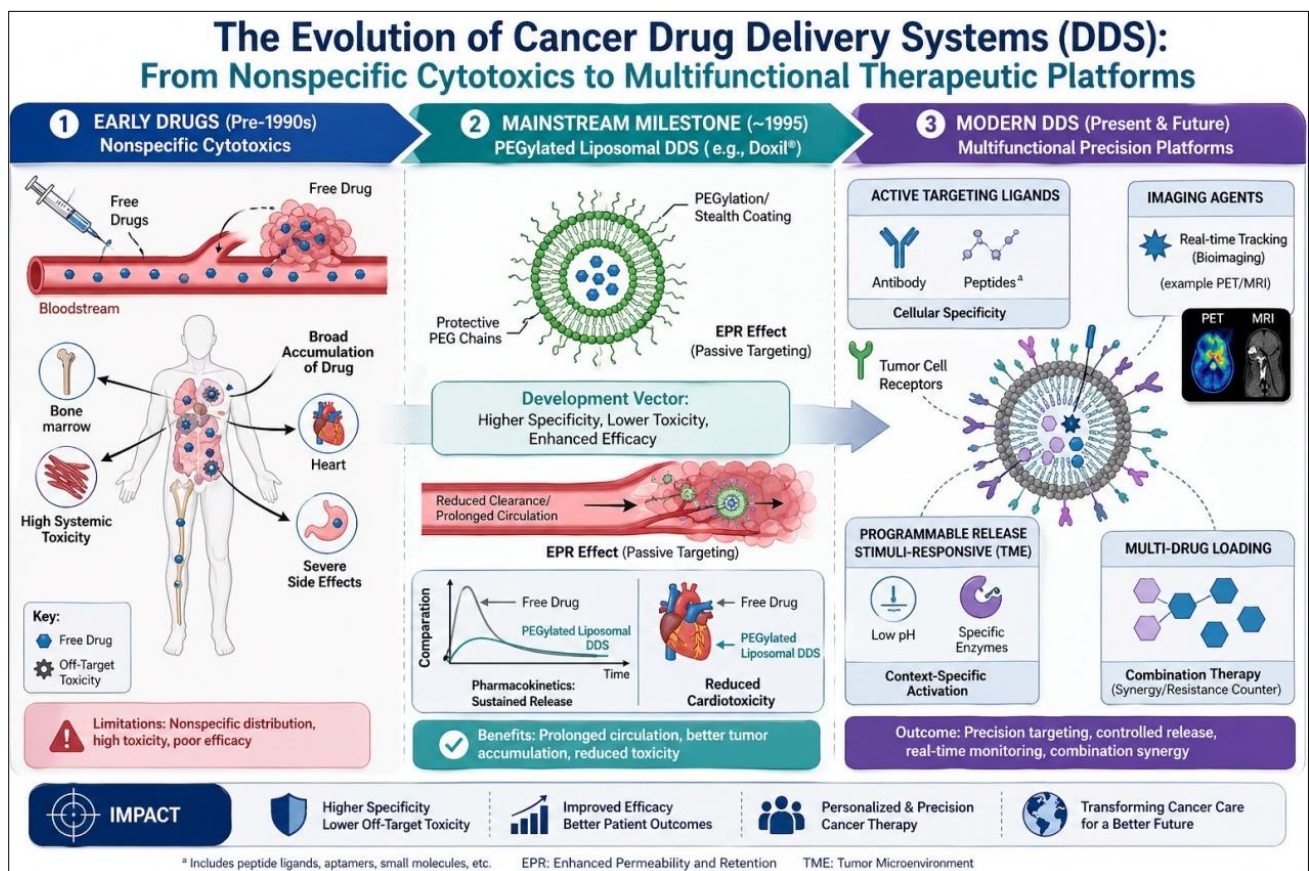 The Evolution of Cancer Drug Delivery Systems (DDS):
From Nonspecific Cytotoxics to Multifunctional Therapeutic Platforms
1 EARLY DRUGS (Pre-1990s)
Nonspecific Cytotoxics
Free
Drugs
Free Drug
Bloodstream
Broad
Accumulation
of Drug
Bone
marrow
Heart
High Systemic
Toxicity
Severe
Side Effects
Key:
Free Drug
Off-Target
Toxicity
Limitations: Nonspecific distribution,
high toxicity, poor efficacy
2 MAINSTREAM MILESTONE (~1995)
PEGylated Liposomal DDS ( e.g., Doxil®)
PEGylation/
Stealth Coating
Protective
PEG Chains
EPR Effect
(Passive Targeting)
Development Vector:
Higher Specificity, Lower Toxicity,
Enhanced Efficacy
Reduced Clearance/
Prolonged Circulation
EPR Effect (Passive Targeting)
Comparation
Free Drug
PEGylated Liposomal
DDS
Time
Pharmacokinetics:
Sustained Release
Free Drug
PEGylated
Liposomal DDS
Reduced
Cardiotoxicity
Benefits: Prolonged circulation, better tumor
accumulation, reduced toxicity
3 MODERN DDS (Present & Future)
Multifunctional Precision Platforms
ACTIVE TARGETING LIGANDS
Antibody
Peptidesᵃ
Cellular Specificity
IMAGING AGENTS
Real-time Tracking
(Bioimaging)
(example PET/MRI)
PET MRI
Tumor Cell
Receptors
PROGRAMMABLE RELEASE
STIMULI-RESPONSIVE (TME)
Low pH
Specific
Enzymes
Context-Specific
Activation
MULTI-DRUG LOADING
Combination Therapy
(Synergy/Resistance Counter)
Outcome: Precision targeting, controlled release,
real-time monitoring, combination synergy
IMPACT
Higher Specificity
Lower Off-Target Toxicity
Improved Efficacy
Better Patient Outcomes
Personalized & Precision
Cancer Therapy
Transforming Cancer Care
for a Better Future
ᵃ Includes peptide ligands, aptamers, small molecules, etc. EPR: Enhanced Permeability and Retention TME: Tumor Microenvironment